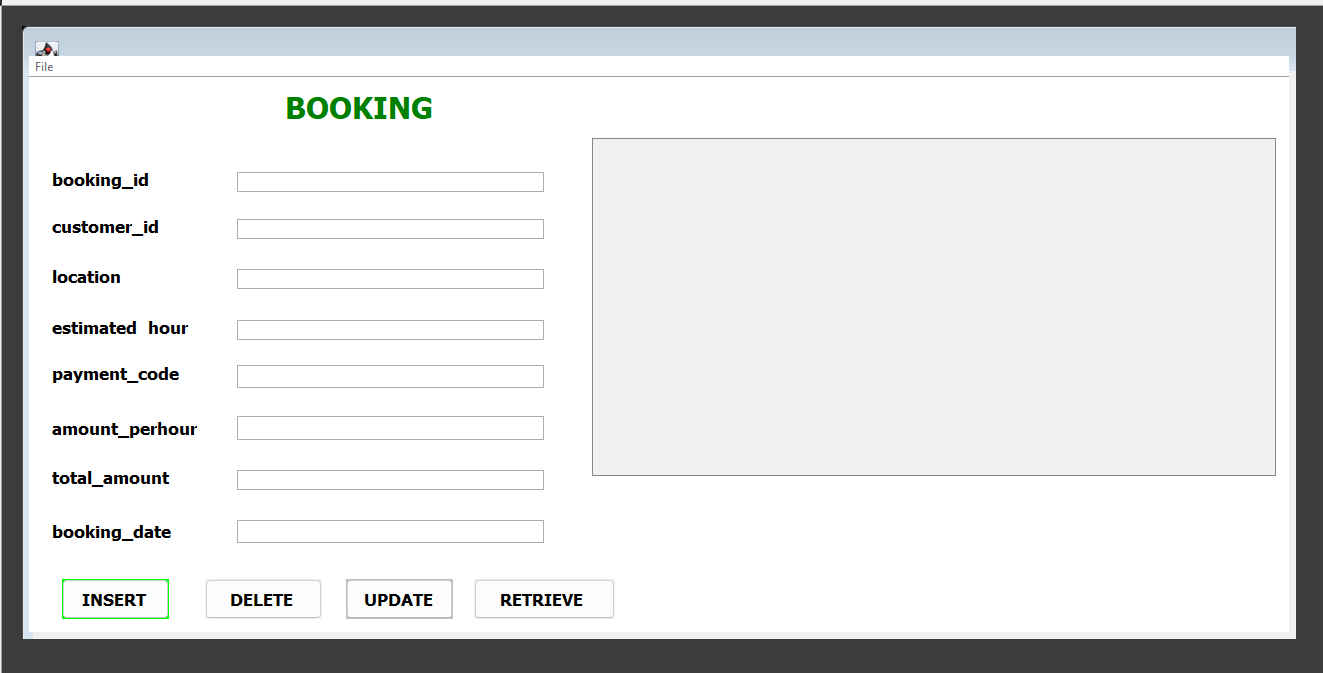 File
BOOKING
booking_id
customer_id
location
estimated hour
payment_code
amount_perhour
total_amount
booking_date
INSERT DELETE UPDATE RETRIEVE